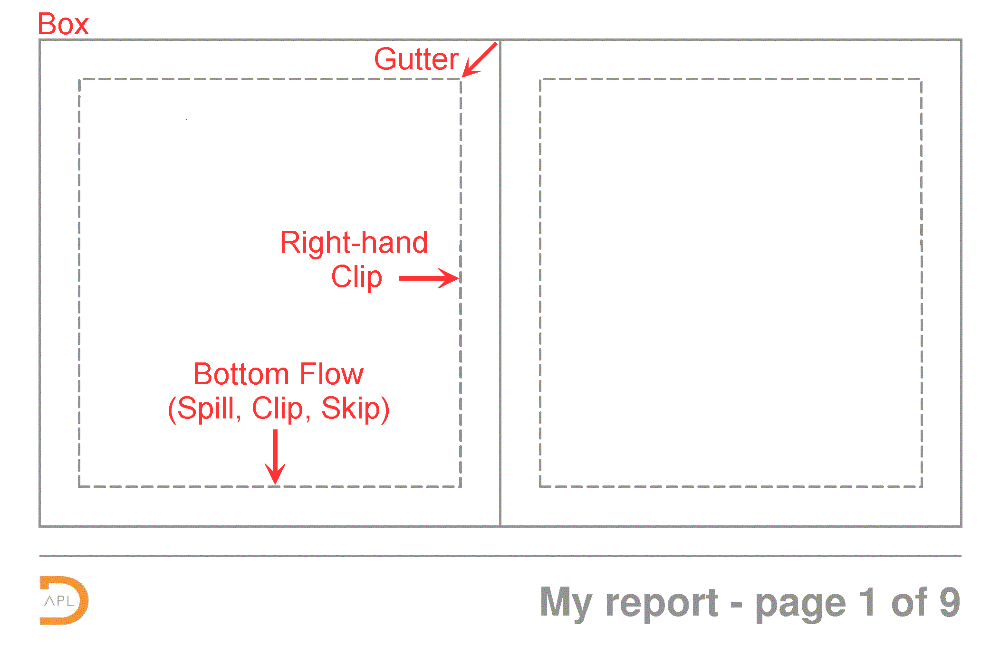 Box
Gutter
Right-hand
Clip
Bottom Flow
(Spill, Clip, Skip)
APL
My report - page 1 of 9